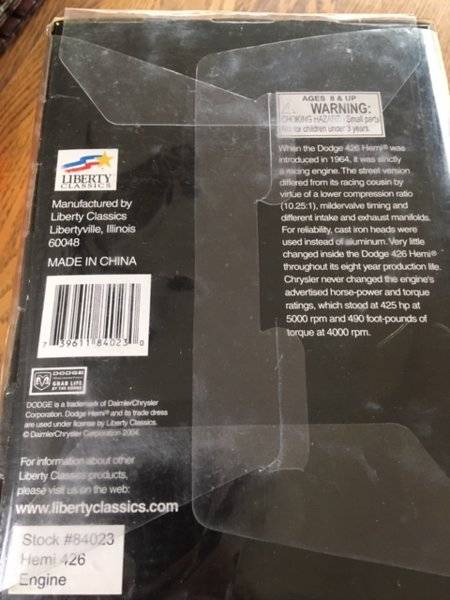 AGES 8 & UP
WARNING:
CHOKING HAZARD - Small parts
Not for children under 3 years.
When the Dodge 426 Hemi® was
introduced in 1964, it was strictly
a racing engine. The street version
differed from its racing cousin by
virtue of a lower compression ratio
(10.25:1), mildervalve timing and
different intake and exhaust manifolds.
For reliability, cast iron heads were
used instead of aluminum. Very little
changed inside the Dodge 426 Hemi®
throughout its eight year production life.
Chrysler never changed the engine's
advertised horse-power and torque
ratings, which stood at 425 hp at
5000 rpm and 490 foot-pounds of
torque at 4000 rpm.
LIBERTY
CLASSICS
Manufactured by
Liberty Classics
Libertyville, Illinois
60048
MADE IN CHINA
7 39611 84023 0
DODGE
GRAB LIFE
BY THE HORNS
DODGE is a trademark of DaimlerChrysler
Corporation. Dodge Hemi® and its trade dress
are used under license by Liberty Classics.
© DaimlerChrysler Corporation 2004
For information about other
Liberty Classics products,
please visit us on the web:
www.libertyclassics.com
Stock #84023
Hemi 426
Engine